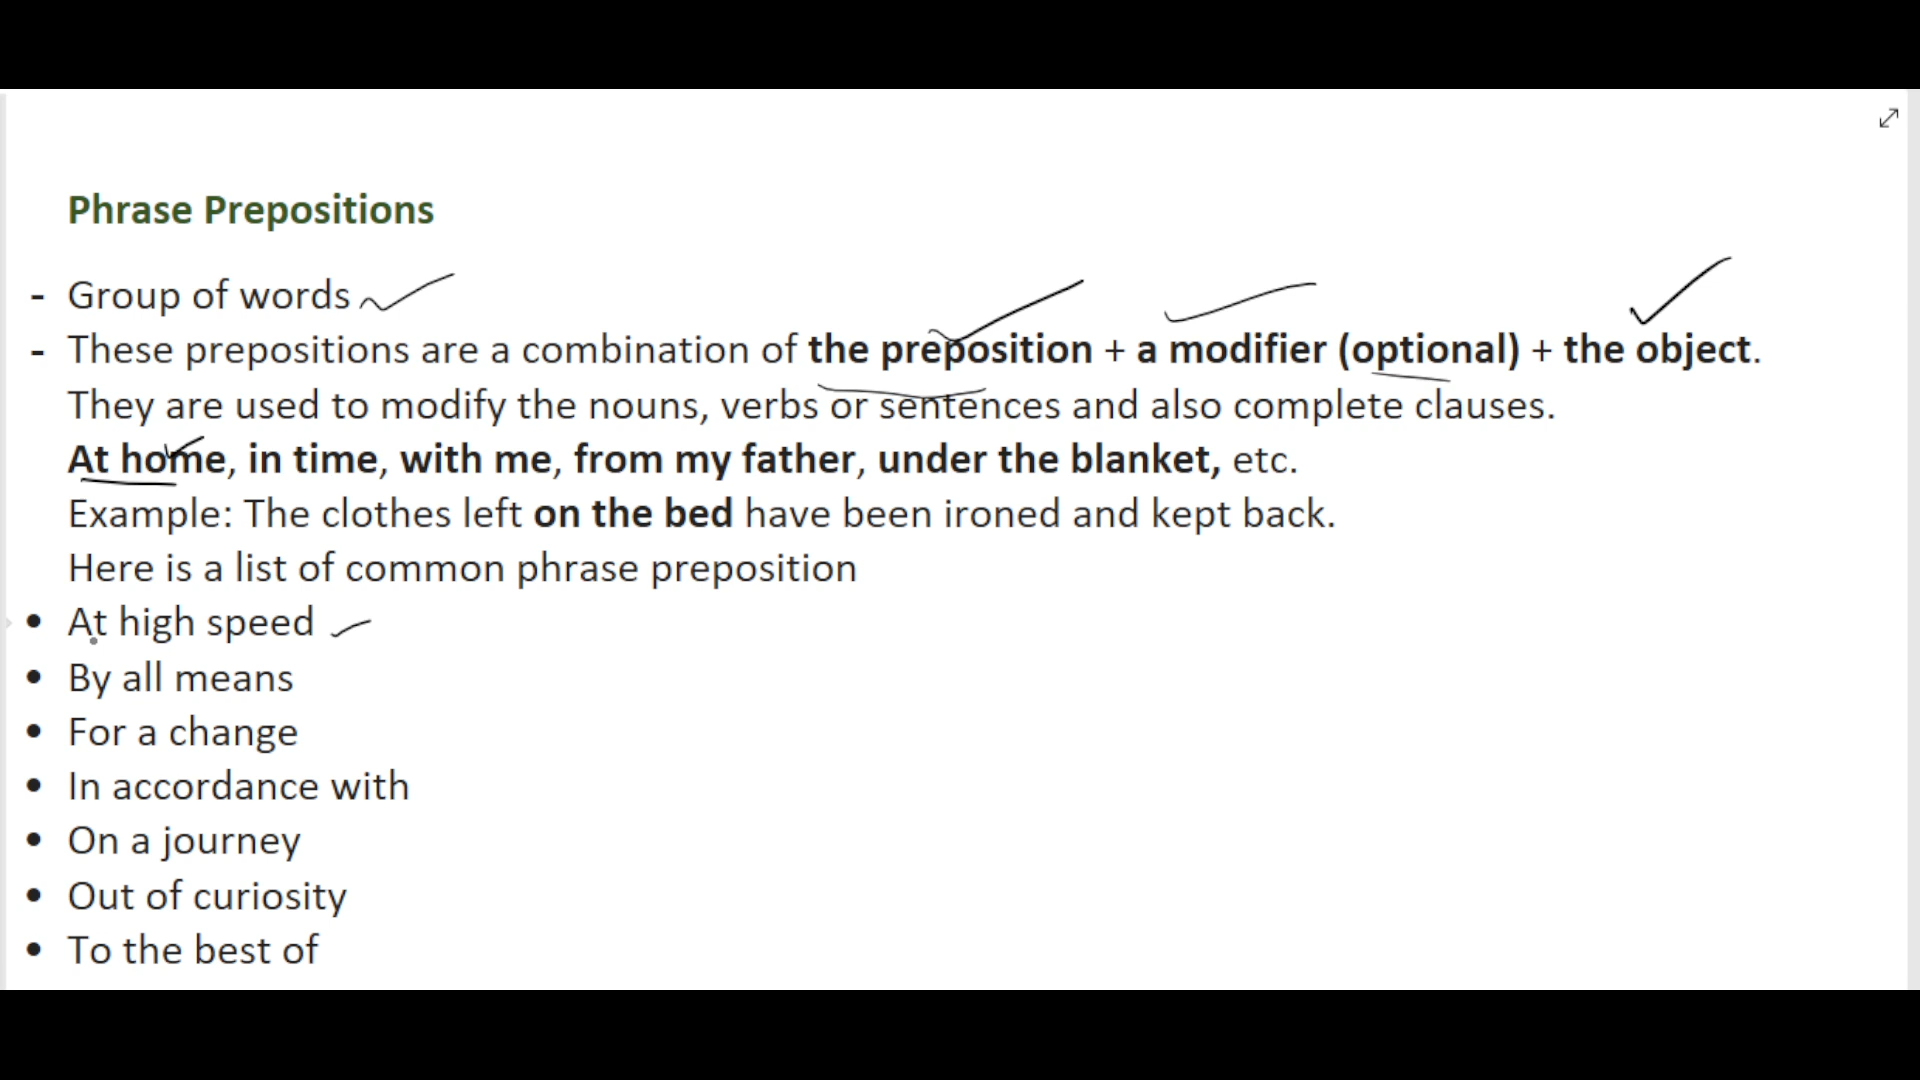 Phrase Prepositions
- Group of words
- These prepositions are a combination of the preposition + a modifier (optional) + the object.
They are used to modify the nouns, verbs or sentences and also complete clauses.
At home, in time, with me, from my father, under the blanket, etc.
Example: The clothes left on the bed have been ironed and kept back.
Here is a list of common phrase preposition
• At high speed
• By all means
• For a change
• In accordance with
• On a journey
• Out of curiosity
• To the best of